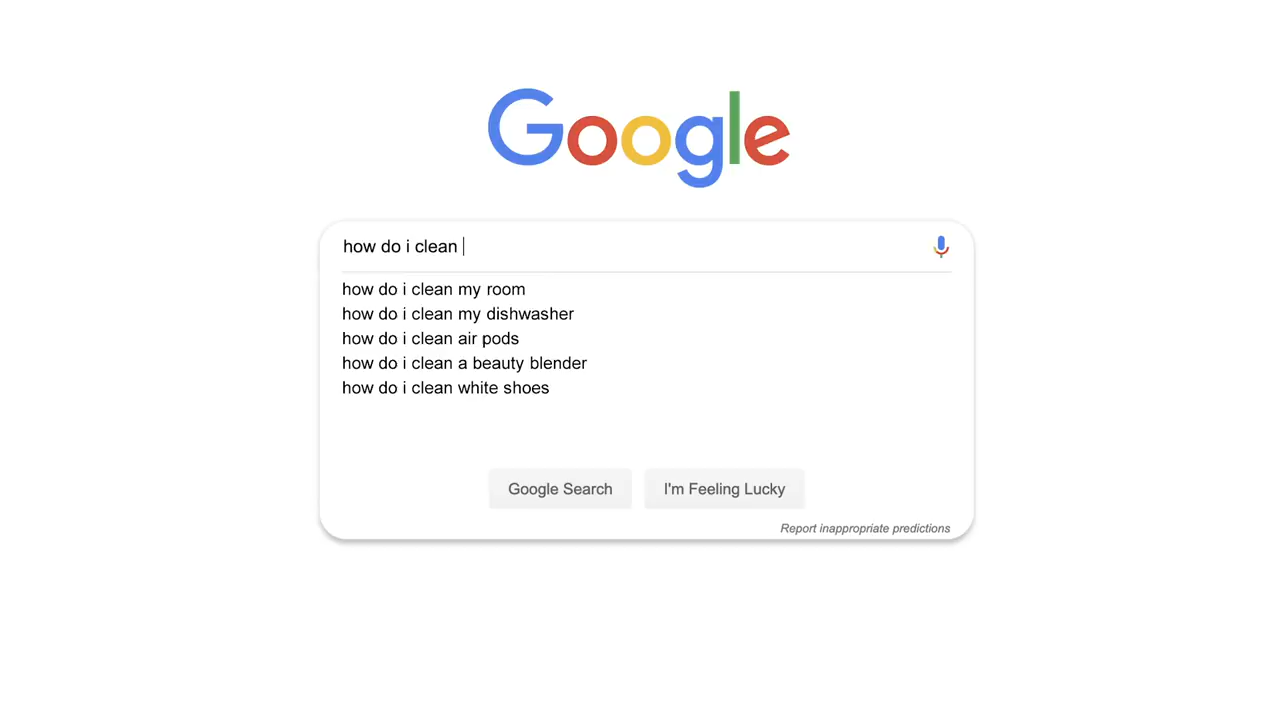 Google
how do i clean
how do i clean my room
how do i clean my dishwasher
how do i clean air pods
how do i clean a beauty blender
how do i clean white shoes
Google Search
I'm Feeling Lucky
Report inappropriate predictions